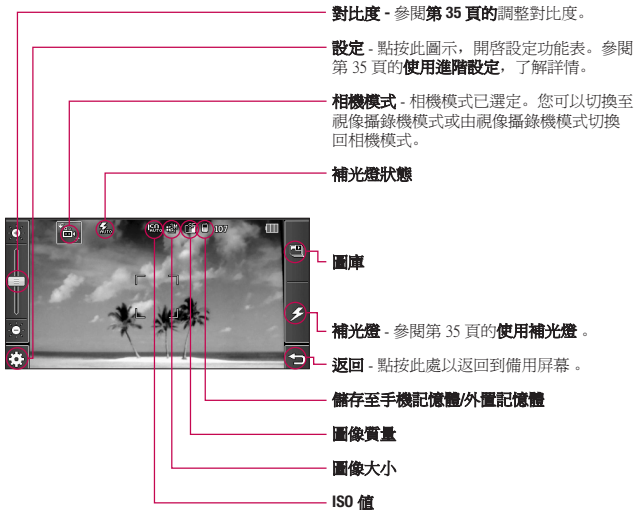 對比度 - 參閱第 35 頁的調整對比度。
設定 - 點按此圖示，開啓設定功能表。參閱
第 35 頁的使用進階設定，了解詳情。
相機模式 - 相機模式已選定。您可以切換至
視像攝錄機模式或由視像攝錄機模式切換
回相機模式。
補光燈狀態
AUTO
ISO
AUTO
107
圖庫
補光燈 - 參閱第 35 頁的使用補光燈 。
返回 - 點按此處以返回到備用屏幕 。
儲存至手機記憶體/外置記憶體
圖像質量
圖像大小
ISO 值